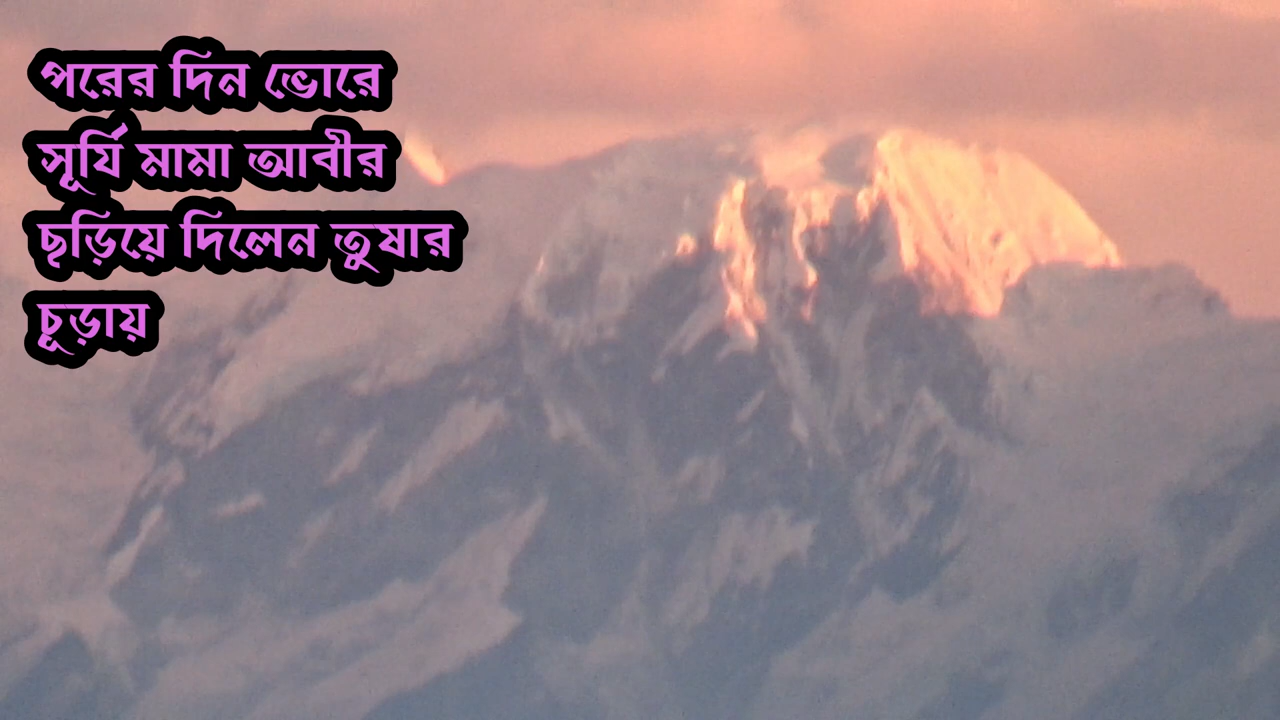 পরের দিন ভোরে
সূর্যি মামা আবীর
ছড়িয়ে দিলেন তুষার
চূড়ায়